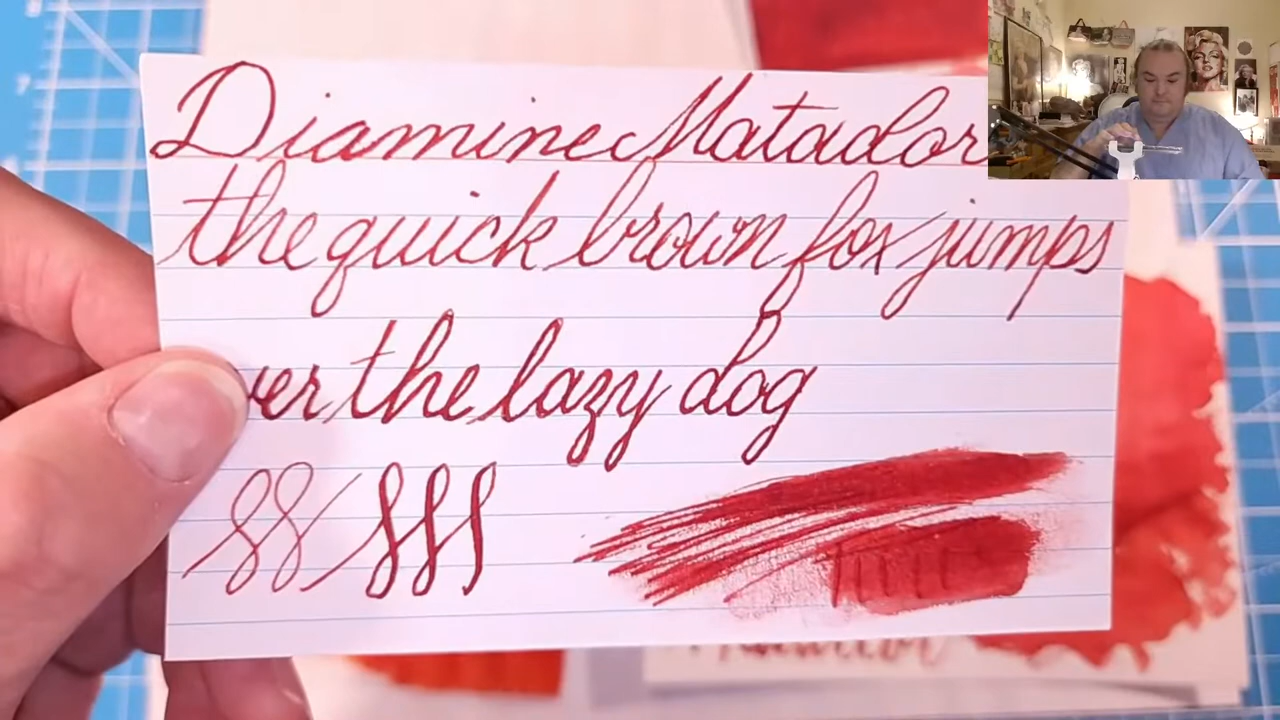 Diamine Matador
the quick brown fox jumps
ver the lazy dog